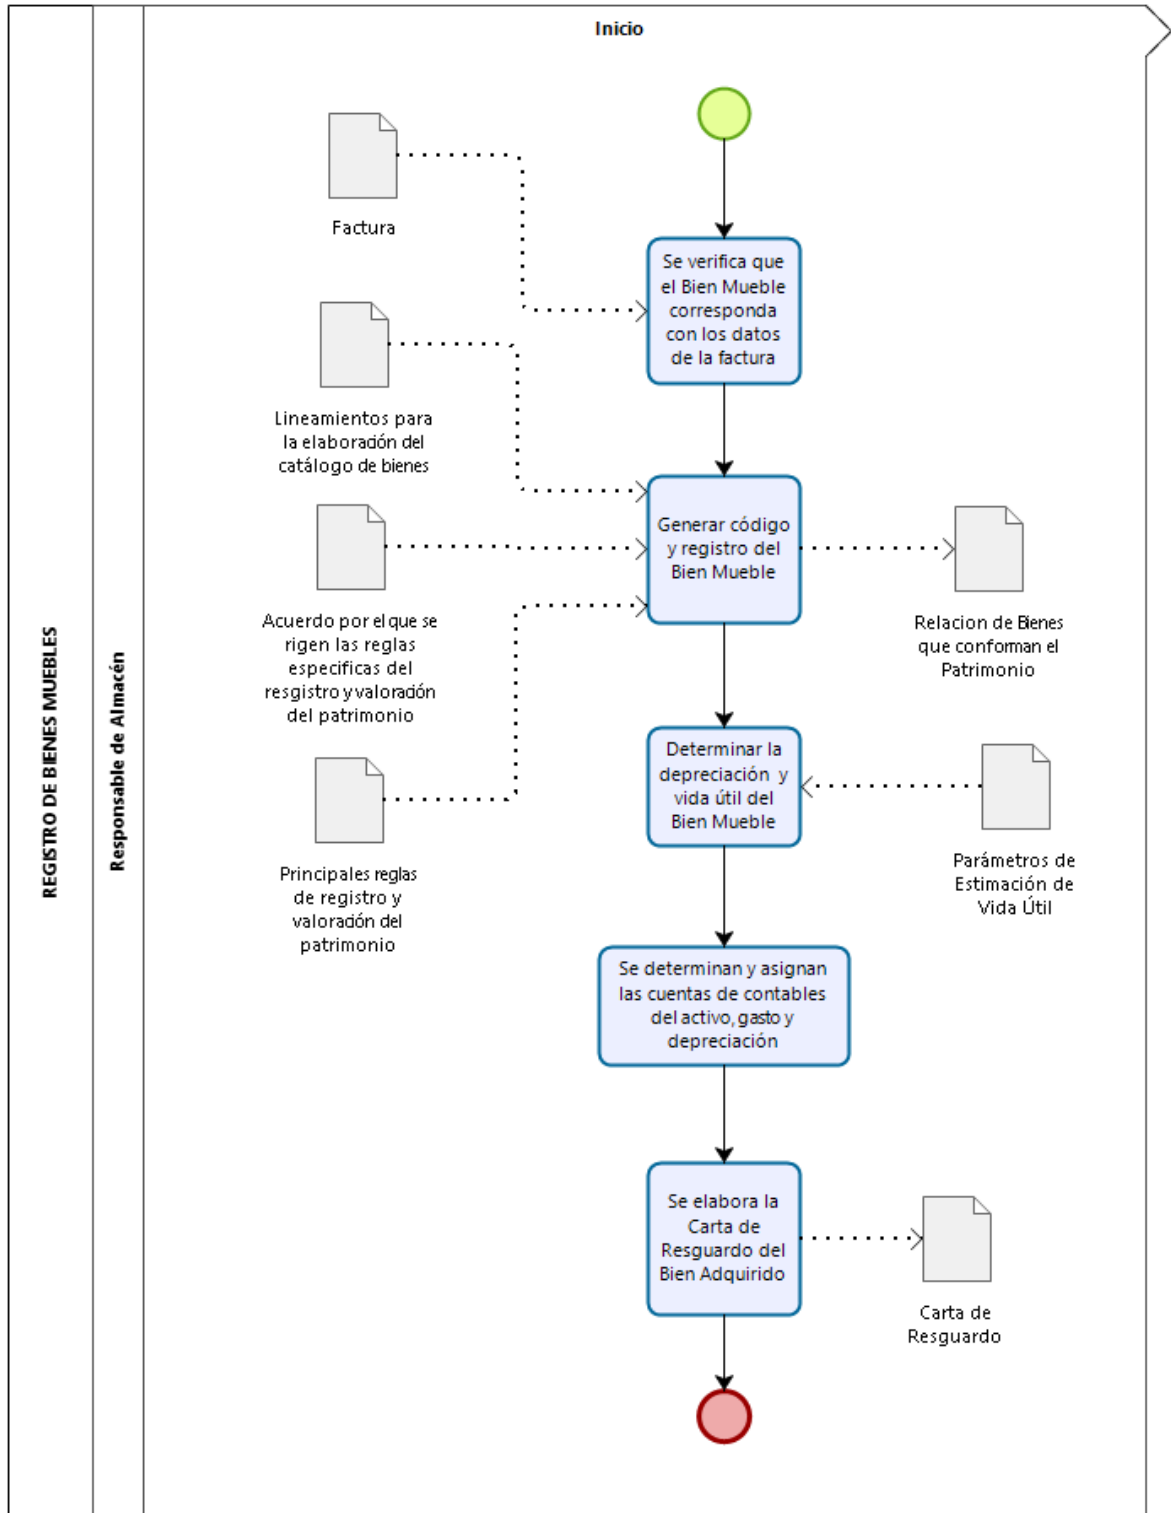 REGISTRO DE BIENES MUEBLES
Responsable de Almacén
Inicio
Factura
Se verifica que
el Bien Mueble
corresponda
con los datos
de la factura
Lineamientos para
la elaboración del
catálogo de bienes
Generar código
y registro del
Bien Mueble
Relacion de Bienes
que conforman el
Patrimonio
Acuerdo por el que se
rigen las reglas
especificas del
resgistro y valoración
del patrimonio
Principales reglas
de registro y
valoración del
patrimonio
Determinar la
depreciación y
vida útil del
Bien Mueble
Parámetros de
Estimación de
Vida Útil
Se determinan y asignan
las cuentas de contables
del activo, gasto y
depreciación
Se elabora la
Carta de
Resguardo del
Bien Adquirido
Carta de
Resguardo